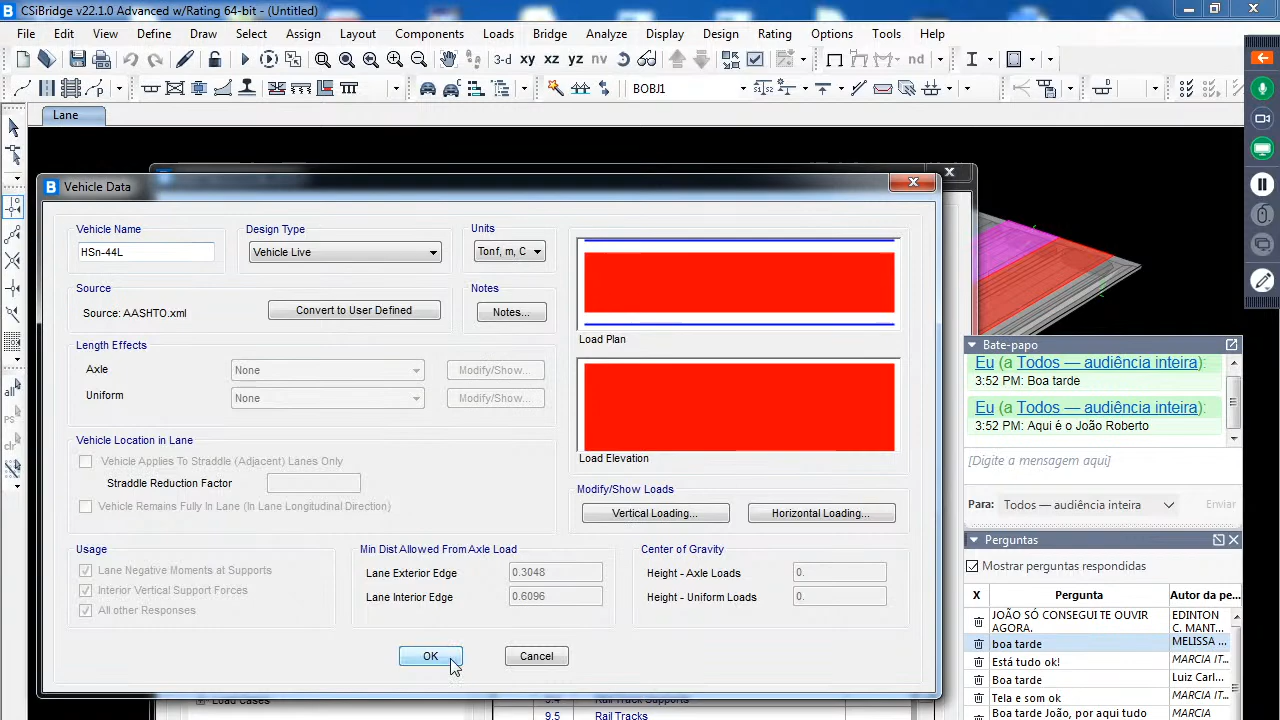 CSiBridge v22.1.0 Advanced w/Rating 64-bit - (Untitled)
File Edit View Define Draw Select Assign Layout Components Loads Bridge Analyze Display Design Rating Options Tools Help
3-d xy xz yz nv nd
BOBJ1
Lane
Vehicle Data
Vehicle Name
HSn-44L
Design Type
Vehicle Live
Units
Tonf, m, C
Source
Source: AASHTO.xml
Convert to User Defined
Notes
Notes...
Load Plan
Length Effects
Axle
None
Modify/Show...
Uniform
None
Modify/Show...
Load Elevation
Vehicle Location in Lane
Vehicle Applies To Straddle (Adjacent) Lanes Only
Straddle Reduction Factor
Vehicle Remains Fully In Lane (In Lane Longitudinal Direction)
Modify/Show Loads
Vertical Loading...
Horizontal Loading...
Usage
Lane Negative Moments at Supports
Interior Vertical Support Forces
All other Responses
Min Dist Allowed From Axle Load
Lane Exterior Edge
0.3048
Lane Interior Edge
0.6096
Center of Gravity
Height - Axle Loads
0.
Height - Uniform Loads
0.
OK
Cancel
Load Cases
9.4
Rail Track Supports
9.5
Rail Tracks
all
PS
clr
Bate-papo
Eu (a Todos — audiência inteira):
3:52 PM: Boa tarde
Eu (a Todos — audiência inteira):
3:52 PM: Aqui é o João Roberto
[Digite a mensagem aqui]
Para: Todos — audiência inteira
Enviar
Perguntas
Mostrar perguntas respondidas
X Pergunta Autor da pe...
JOÃO SÓ CONSEGUI TE OUVIR AGORA. EDINTON C. MANT...
boa tarde MELISSA ...
Está tudo ok! MARCIA IT...
Boa tarde Luiz Carl...
Tela e som ok MARCIA IT...
Boa tarde João, por aqui tudo MARCIA